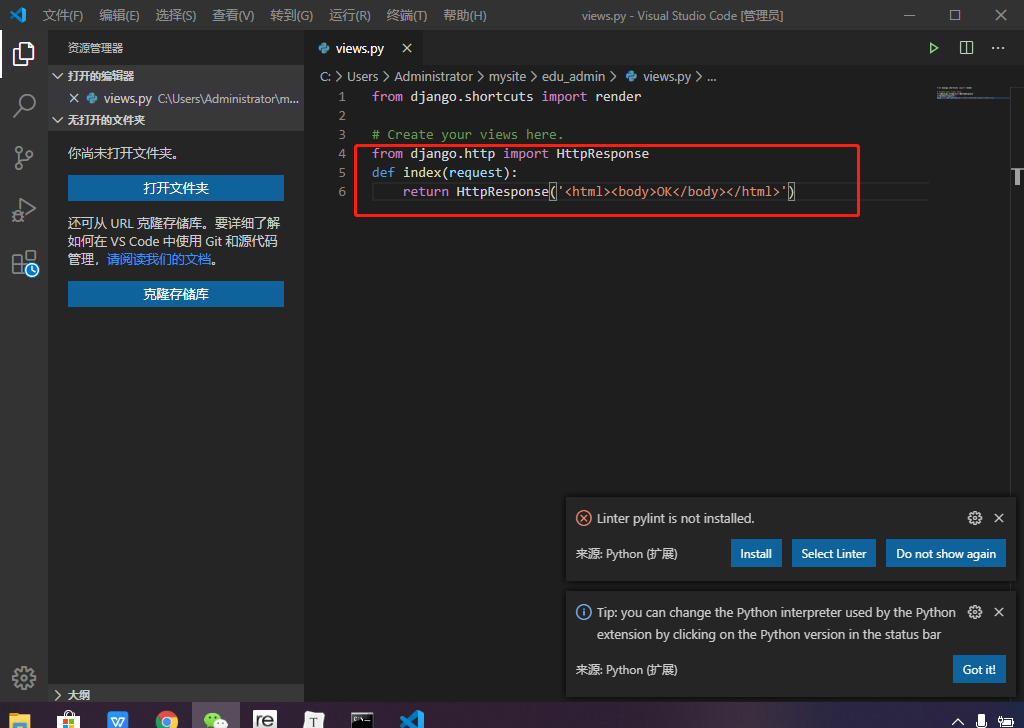 文件(F) 编辑(E) 选择(S) 查看(V) 转到(G) 运行(R) 终端(T) 帮助(H) views.py - Visual Studio Code [管理员]
资源管理器
打开的编辑器
views.py C:\Users\Administrator\m...
无打开的文件夹
你尚未打开文件夹。
打开文件夹
还可从 URL 克隆存储库。要详细了解
如何在 VS Code 中使用 Git 和源代码
管理，请阅读我们的文档。
克隆存储库
大纲
views.py
C: > Users > Administrator > mysite > edu_admin > views.py > ...
1 from django.shortcuts import render
2
3 # Create your views here.
4 from django.http import HttpResponse
5 def index(request):
6 return HttpResponse('<html><body>OK</body></html>')
Linter pylint is not installed.
来源: Python (扩展) Install Select Linter Do not show again
Tip: you can change the Python interpreter used by the Python
extension by clicking on the Python version in the status bar
来源: Python (扩展) Got it!
W re T